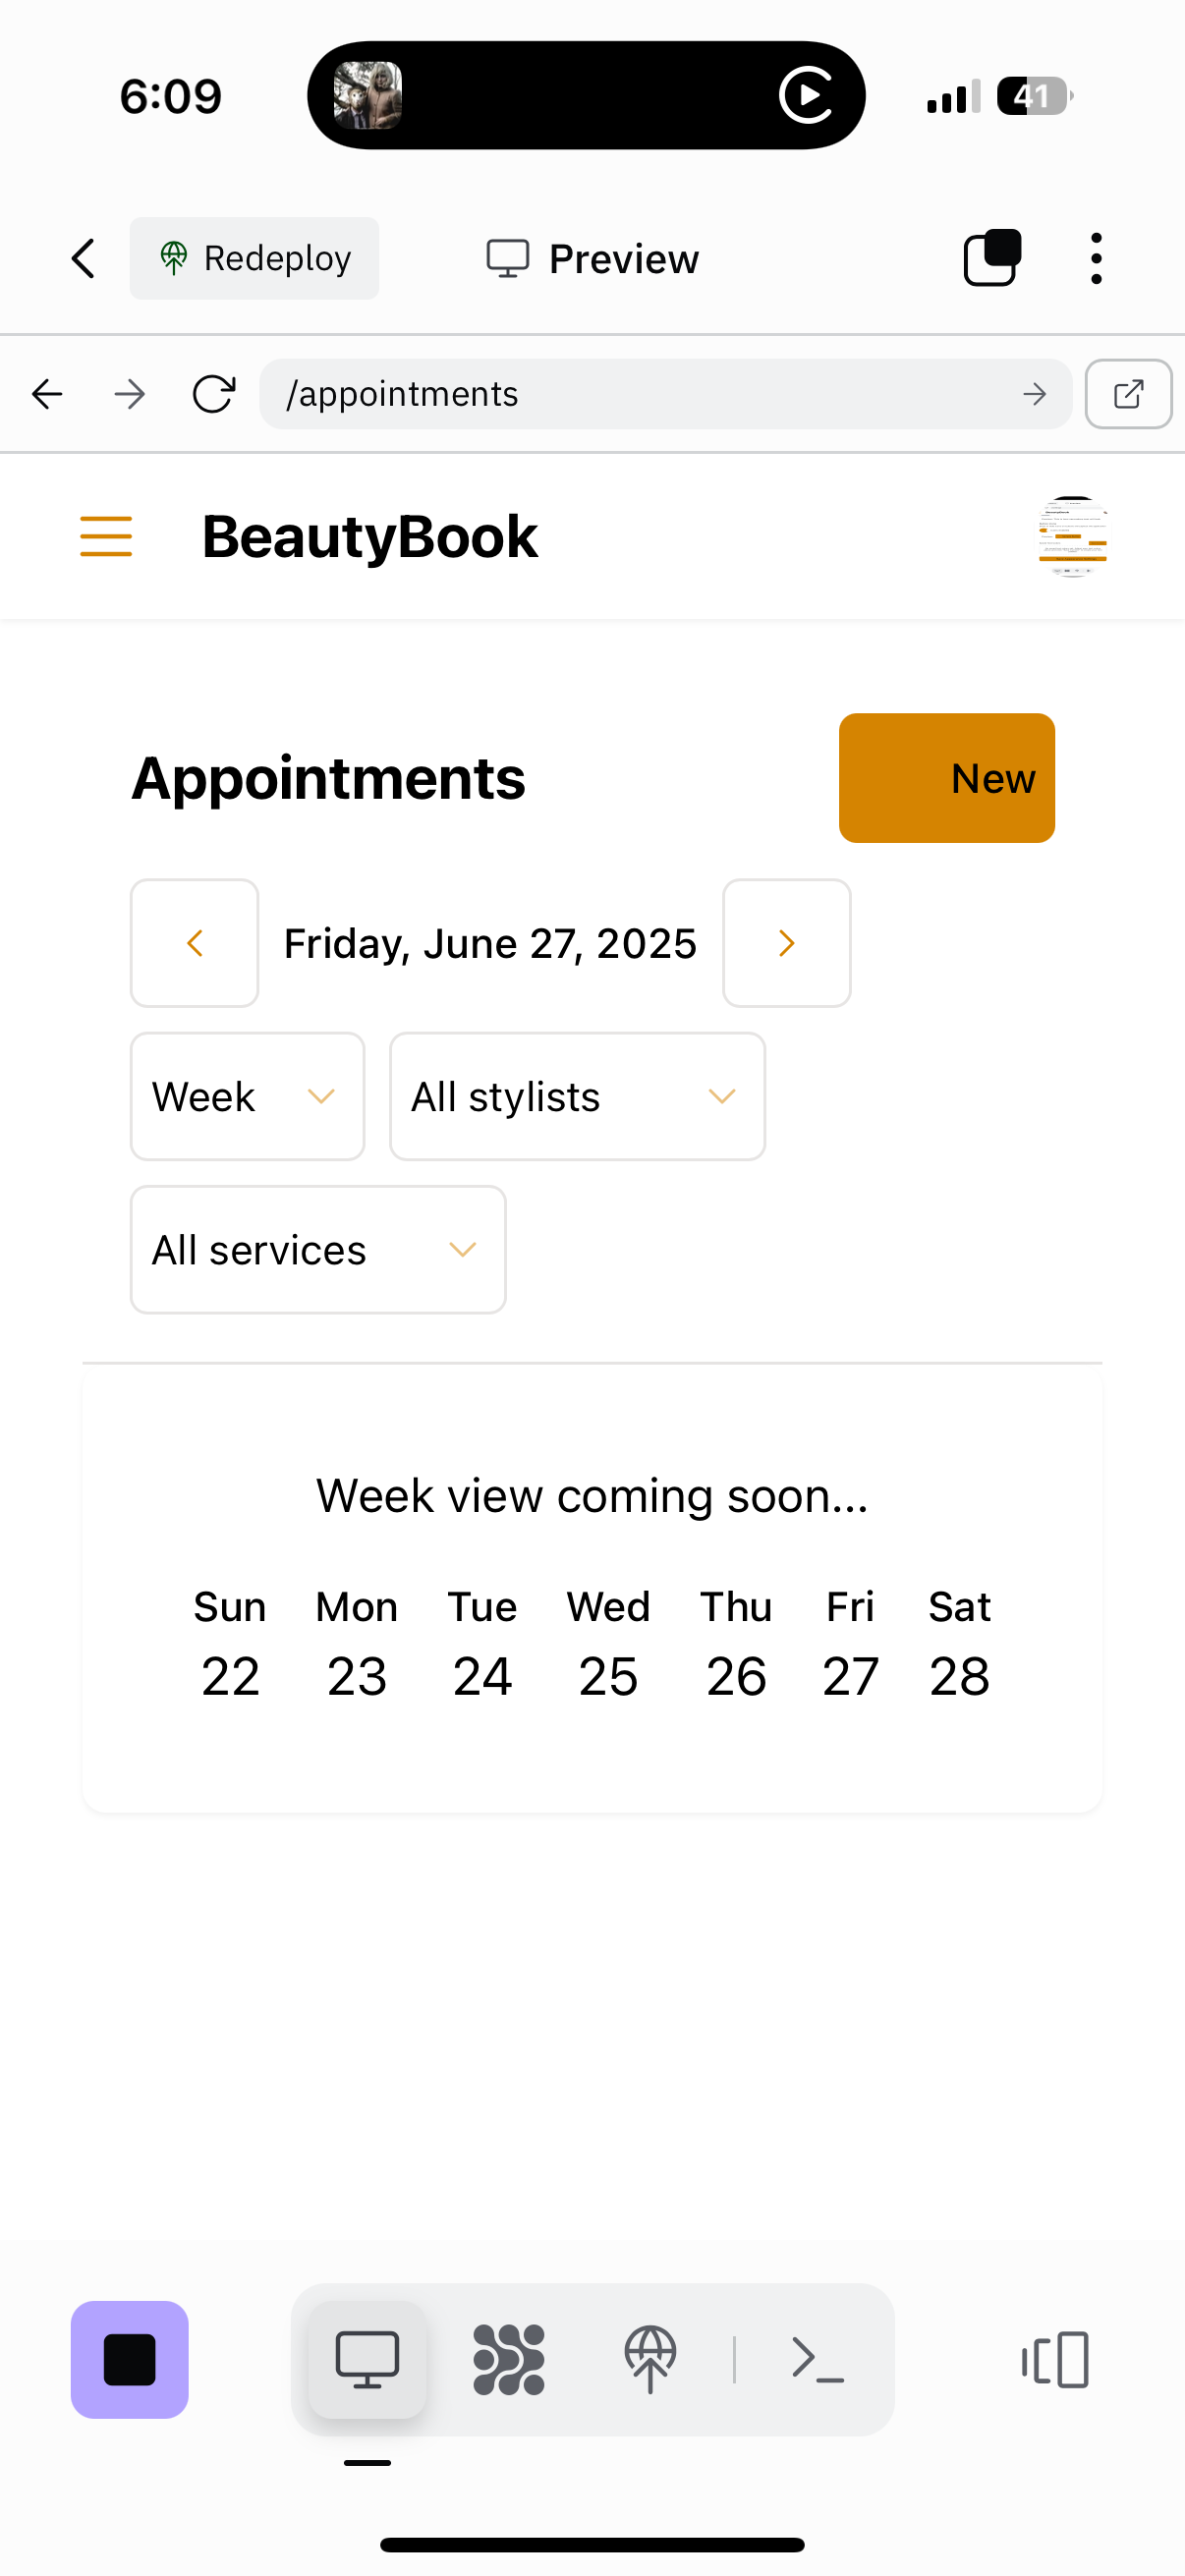 6:09
41
Redeploy
Preview
/appointments
BeautyBook
Appointments
New
Friday, June 27, 2025
Week
All stylists
All services
Week view coming soon...
Sun Mon Tue Wed Thu Fri Sat
22 23 24 25 26 27 28